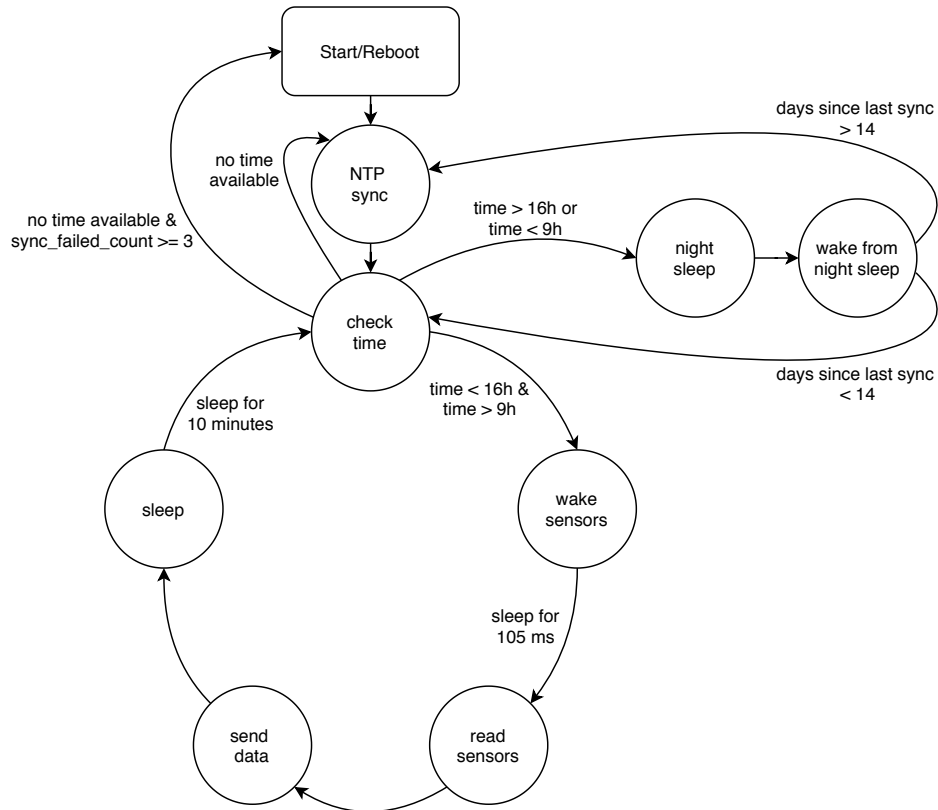 Start/Reboot
days since last sync
> 14
no time
available
NTP
sync
no time available &
sync_failed_count >= 3
time > 16h or
time < 9h
night
sleep
wake from
night sleep
check
time
days since last sync
< 14
time < 16h &
time > 9h
sleep for
10 minutes
sleep
wake
sensors
sleep for
105 ms
send
data
read
sensors